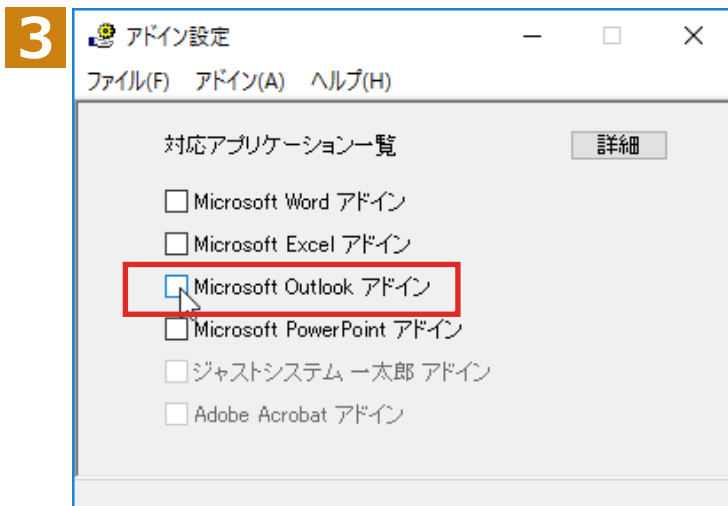 3
アドイン設定
ファイル(F) アドイン(A) ヘルプ(H)
対応アプリケーション一覧 詳細
Microsoft Word アドイン
Microsoft Excel アドイン
Microsoft Outlook アドイン
Microsoft PowerPoint アドイン
ジャストシステム 一太郎 アドイン
Adobe Acrobat アドイン